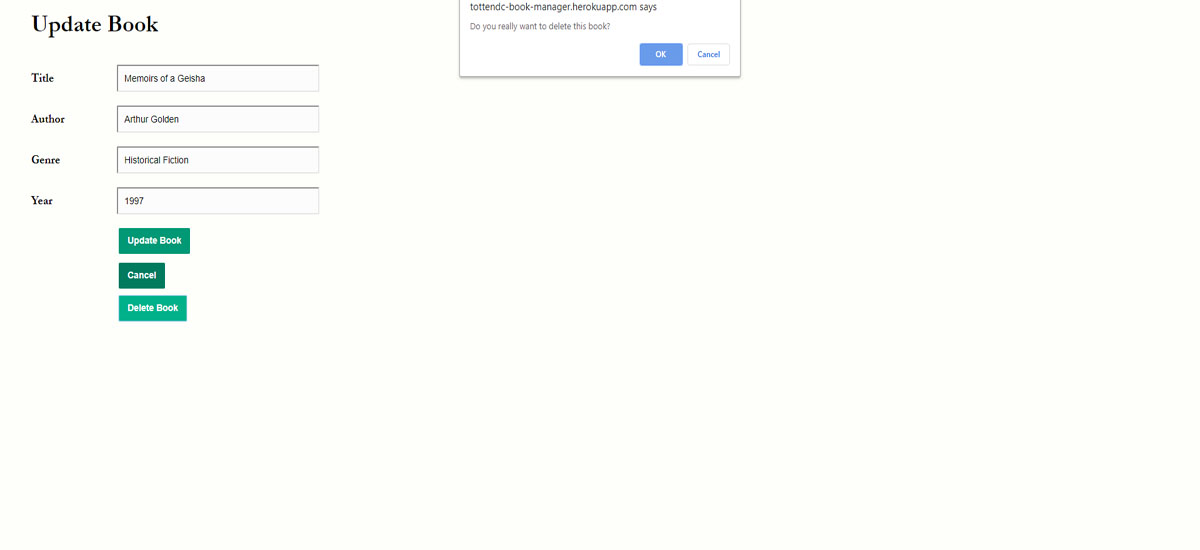 tottendc-book-manager.herokuapp.com says
Do you really want to delete this book?
OK Cancel
Update Book
Title Memoirs of a Geisha
Author Arthur Golden
Genre Historical Fiction
Year 1997
Update Book
Cancel
Delete Book